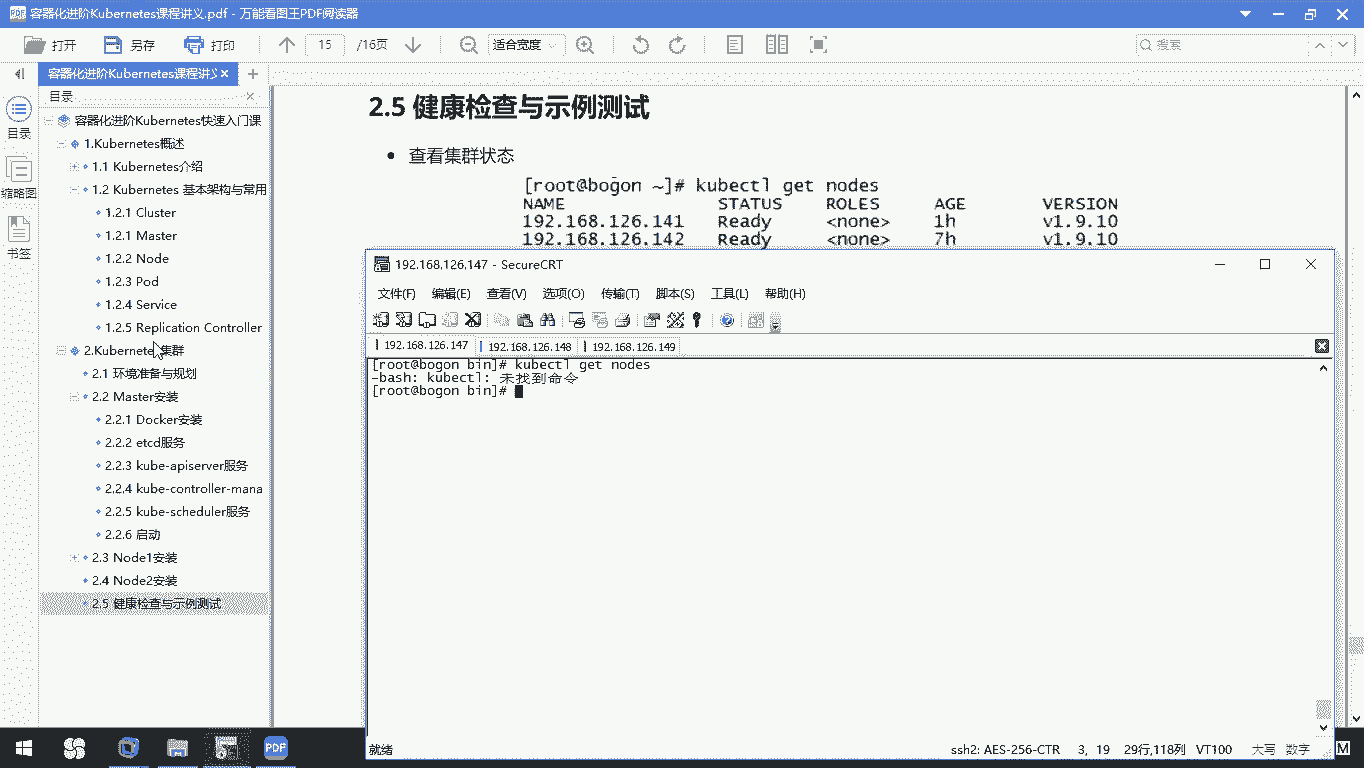 容器化进阶Kubernetes课程讲义.pdf - 万能看图王PDF阅读器
打开 另存 打印 15 /16页 适合宽度 搜索
容器化进阶Kubernetes课程讲义
目录
目录
缩略图
书签
容器化进阶Kubernetes快速入门课
1.Kubernetes概述
1.1 Kubernetes介绍
1.2 Kubernetes 基本架构与常用
1.2.1 Cluster
1.2.1 Master
1.2.2 Node
1.2.3 Pod
1.2.4 Service
1.2.5 Replication Controller
2.Kubernete 集群
2.1 环境准备与规划
2.2 Master安装
2.2.1 Docker安装
2.2.2 etcd服务
2.2.3 kube-apiserver服务
2.2.4 kube-controller-mana
2.2.5 kube-scheduler服务
2.2.6 启动
2.3 Node1安装
2.4 Node2安装
2.5 健康检查与示例测试
2.5 健康检查与示例测试
• 查看集群状态
[root@bogon ~]# kubectl get nodes
NAME STATUS ROLES AGE VERSION
192.168.126.141 Ready <none> 1h v1.9.10
192.168.126.142 Ready <none> 7h v1.9.10
192.168.126.147 - SecureCRT
文件(F) 编辑(E) 查看(V) 选项(O) 传输(T) 脚本(S) 工具(L) 帮助(H)
192.168.126.147 192.168.126.148 192.168.126.149
[root@bogon bin]# kubectl get nodes
-bash: kubectl: 未找到命令
[root@bogon bin]#
就绪 ssh2: AES-256-CTR 3, 19 29行,118列 VT100 大写 数字
PDF
M